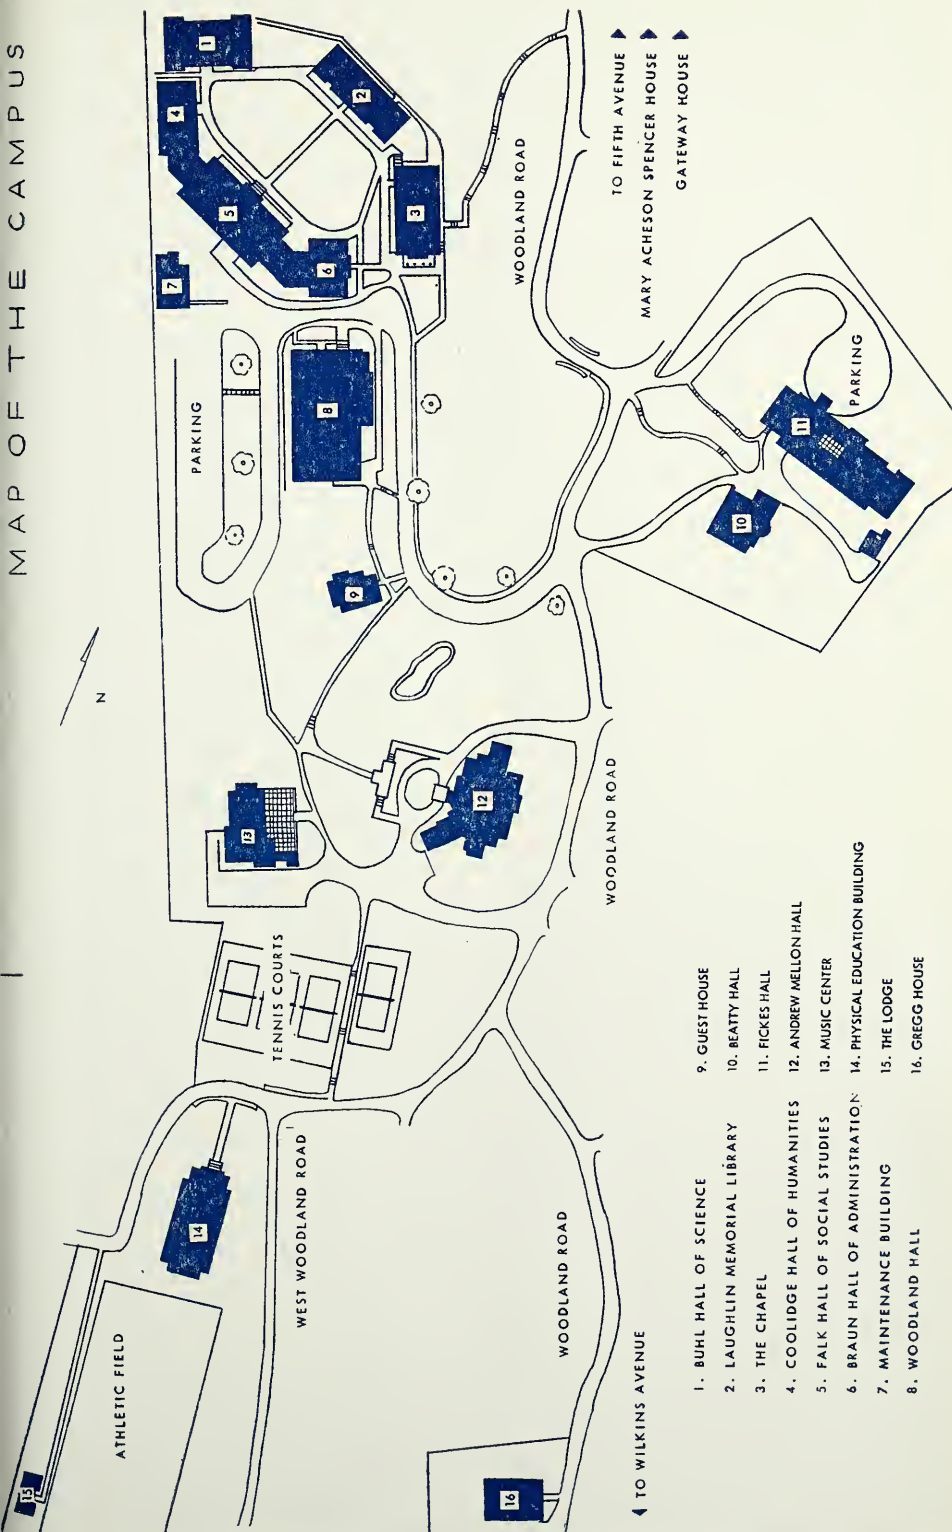 MAP OF THE CAMPUS
N
1
2
3
4
5
6
7
8
9
10
11
12
13
14
15
16
PARKING
WOODLAND ROAD
TO FIFTH AVENUE
MARY ACHESON SPENCER HOUSE
GATEWAY HOUSE
PARKING
TENNIS COURTS
WOODLAND ROAD
ATHLETIC FIELD
WEST WOODLAND ROAD
WOODLAND ROAD
TO WILKINS AVENUE
1. BUHL HALL OF SCIENCE
2. LAUGHLIN MEMORIAL LIBRARY
3. THE CHAPEL
4. COOLIDGE HALL OF HUMANITIES
5. FALK HALL OF SOCIAL STUDIES
6. BRAUN HALL OF ADMINISTRATION
7. MAINTENANCE BUILDING
8. WOODLAND HALL
9. GUEST HOUSE
10. BEATTY HALL
11. FICKES HALL
12. ANDREW MELLON HALL
13. MUSIC CENTER
14. PHYSICAL EDUCATION BUILDING
15. THE LODGE
16. GREGG HOUSE